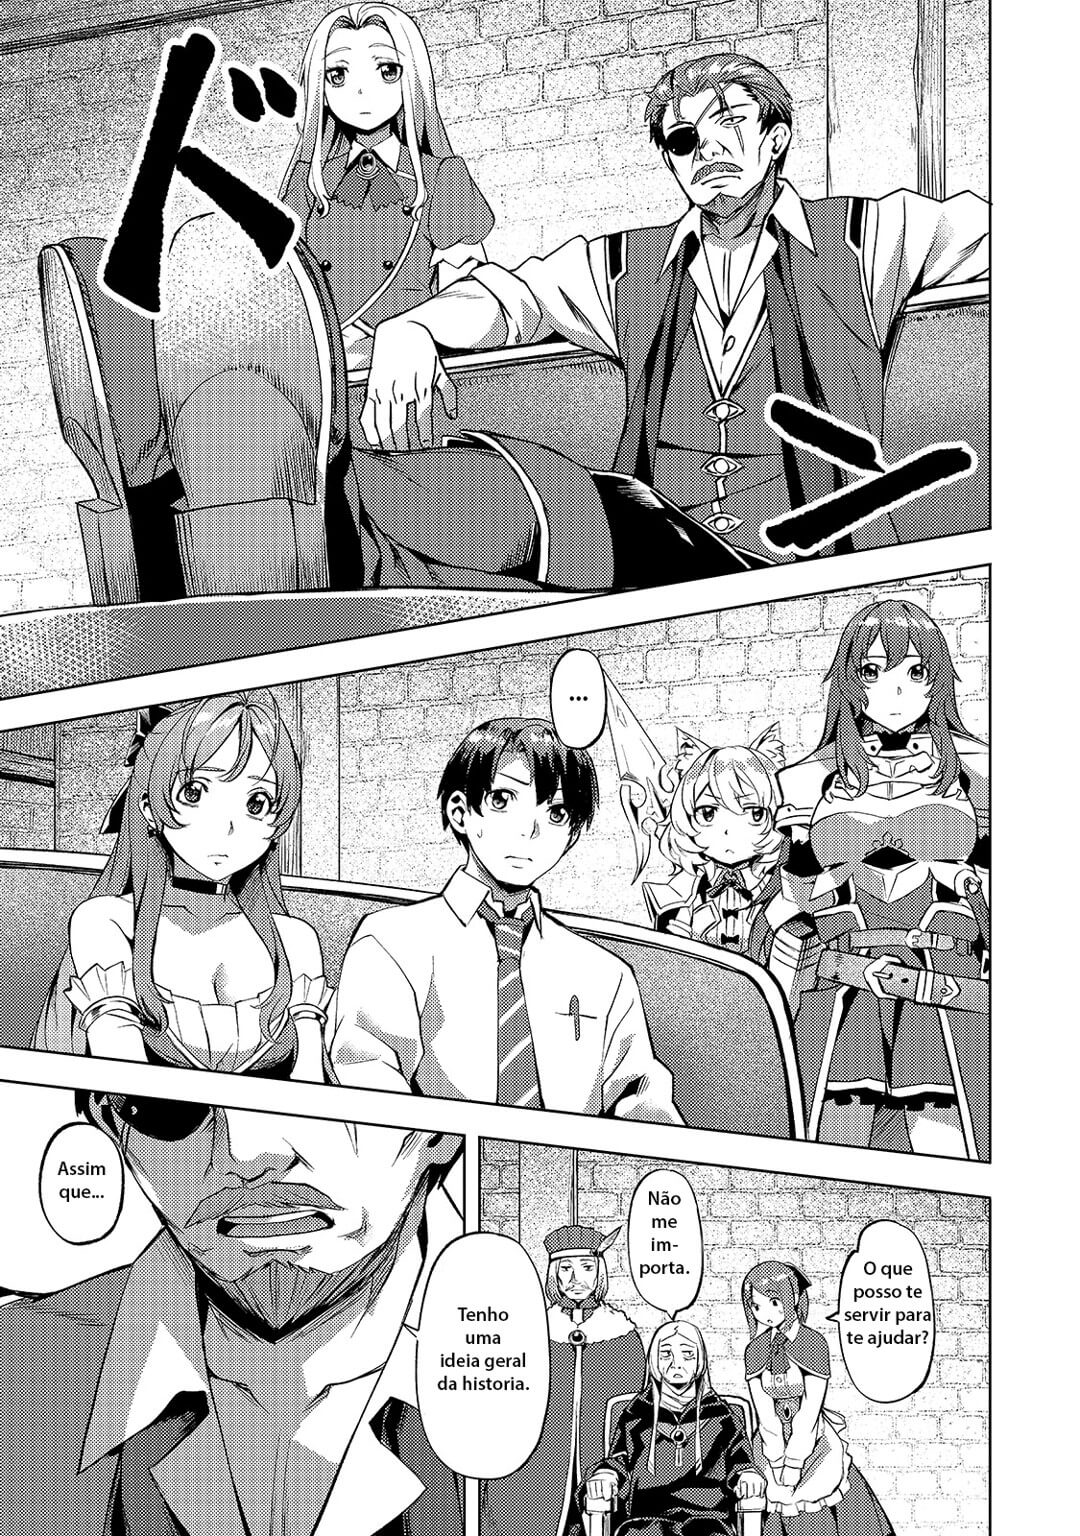 ドン
...
O que
posso te
servir para
te ajudar?
Não
me
im-
porta.
Tenho
uma
ideia geral
da historia.
Assim
que...